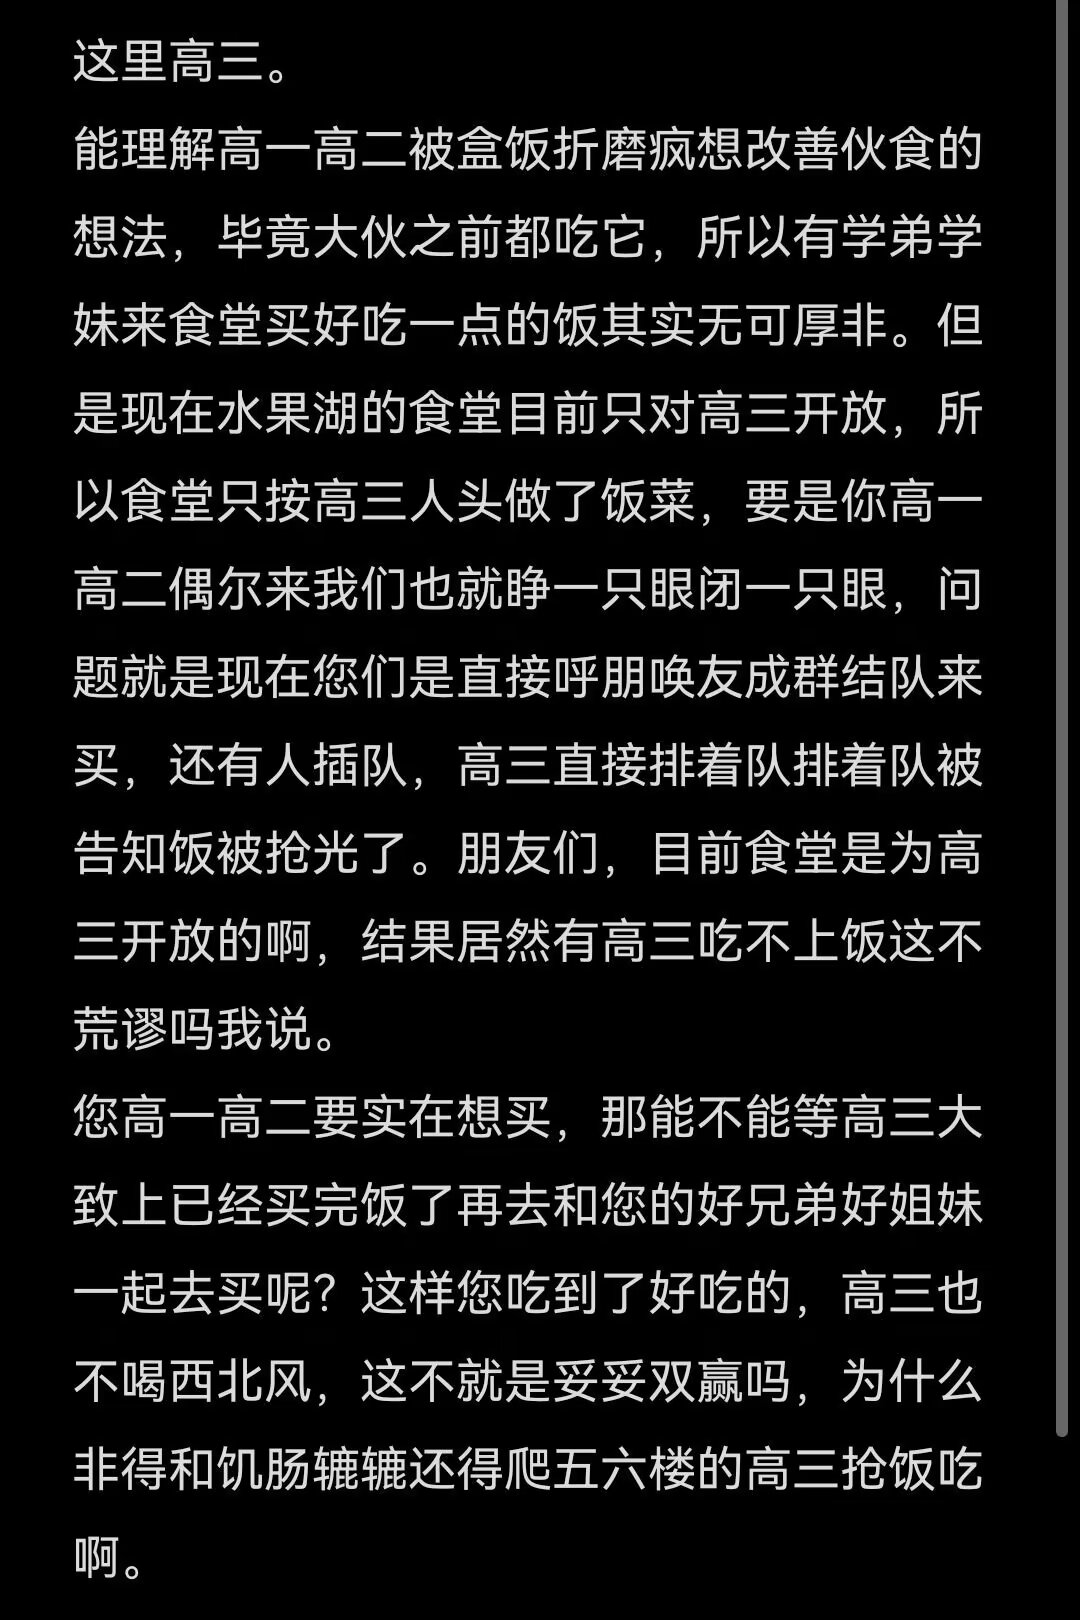 这里高三。
能理解高一高二被盒饭折磨疯想改善伙食的
想法，毕竟大伙之前都吃它，所以有学弟学
妹来食堂买好吃一点的饭其实无可厚非。但
是现在水果湖的食堂目前只对高三开放，所
以食堂只按高三人头做了饭菜，要是你高一
高二偶尔来我们也就睁一只眼闭一只眼，问
题就是现在您们是直接呼朋唤友成群结队来
买，还有人插队，高三直接排着队排着队被
告知饭被抢光了。朋友们，目前食堂是为高
三开放的啊，结果居然有高三吃不上饭这不
荒谬吗我说。
您高一高二要实在想买，那能不能等高三大
致上已经买完饭了再去和您的好兄弟好姐妹
一起去买呢？这样您吃到了好吃的，高三也
不喝西北风，这不就是妥妥双赢吗，为什么
非得和饥肠辘辘还得爬五六楼的高三抢饭吃
啊。